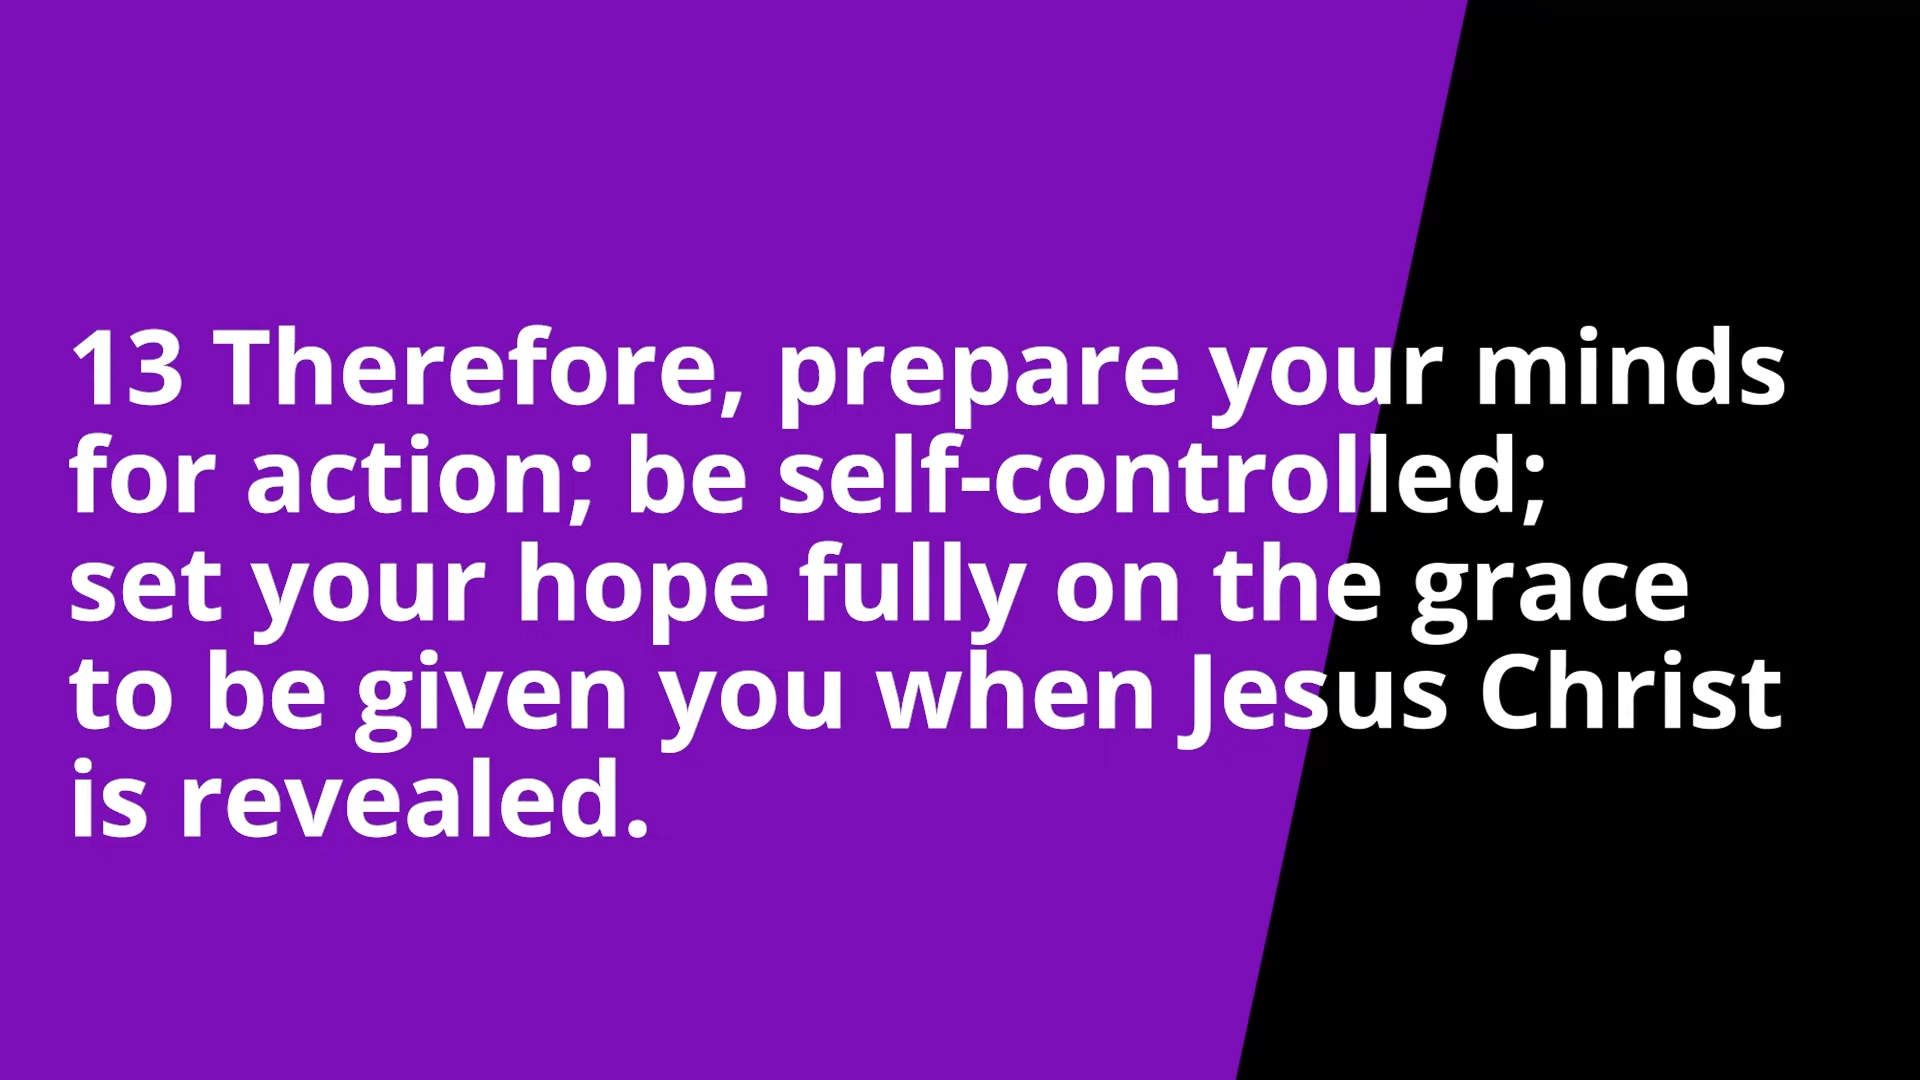 13 Therefore, prepare your minds
for action; be self-controlled;
set your hope fully on the grace
to be given you when Jesus Christ
is revealed.